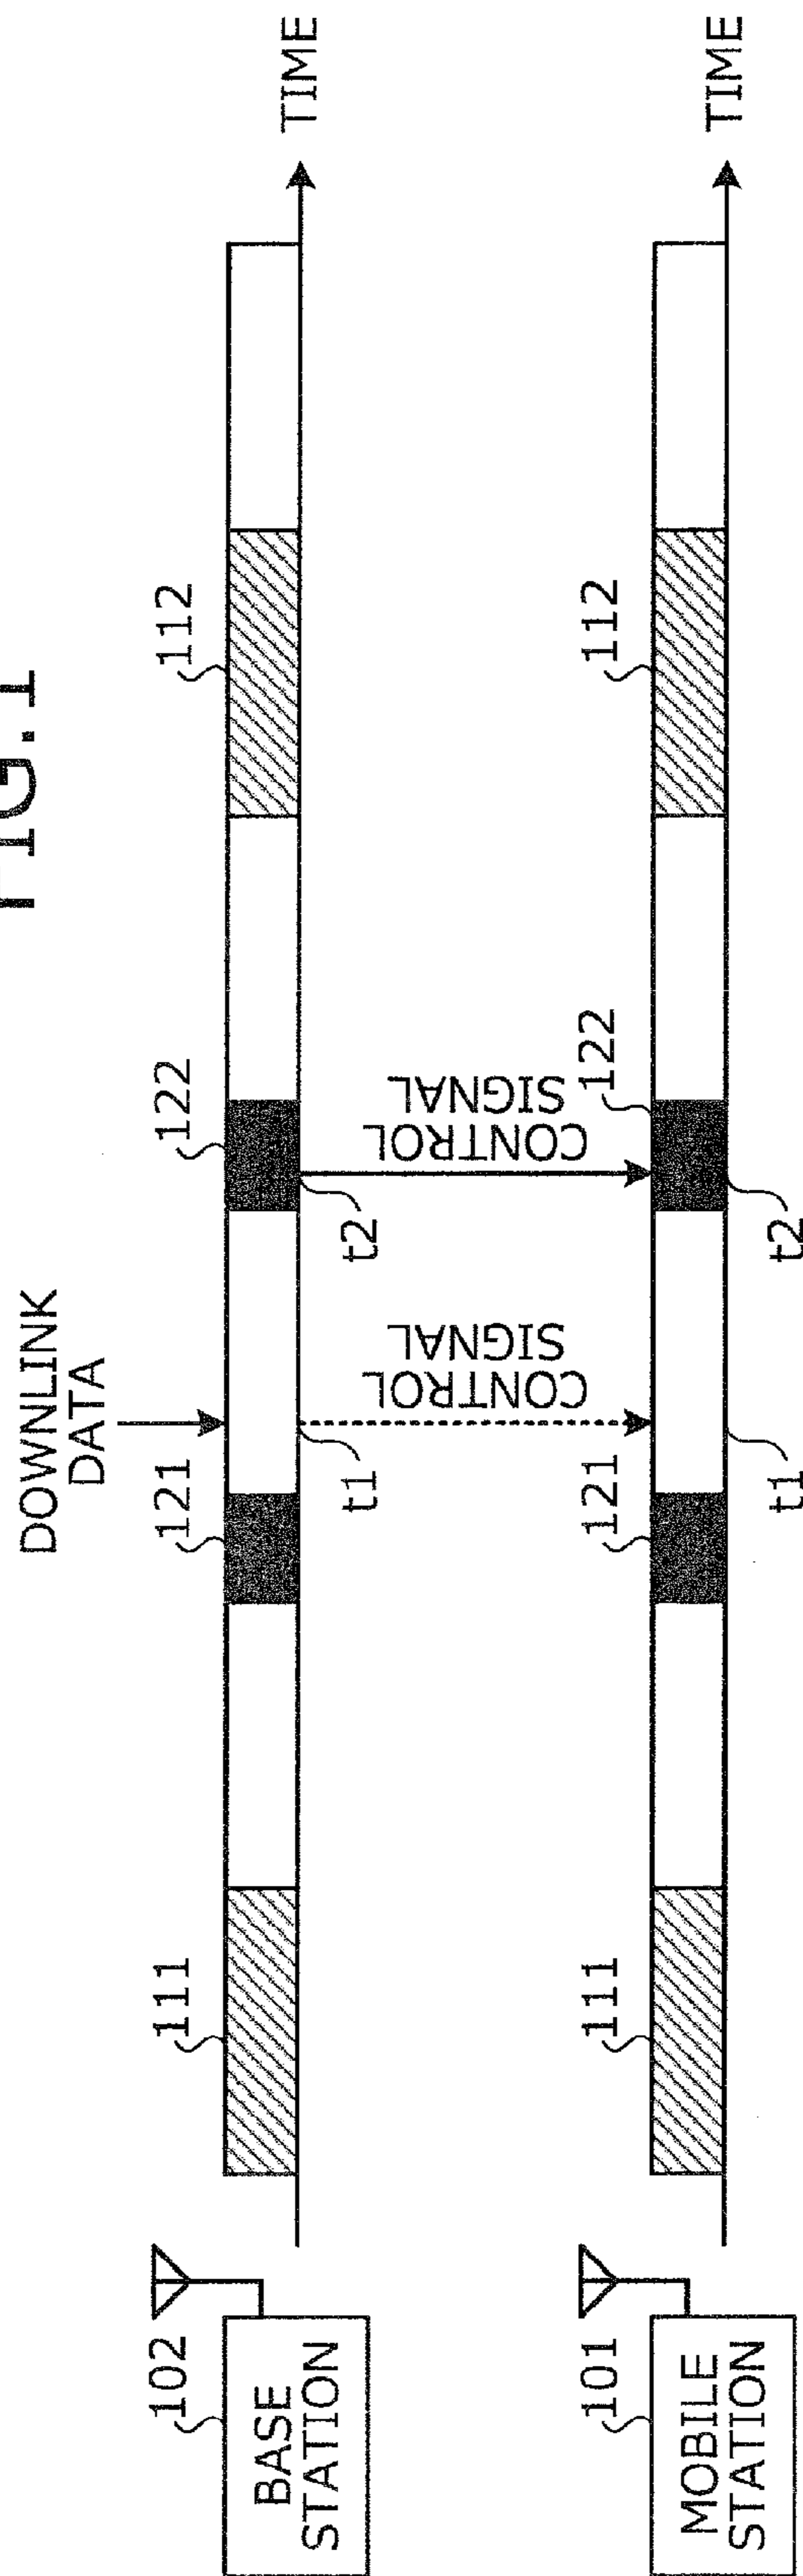 FIG.1
DOWNLINK
DATA
102
BASE
STATION
111
121
122
112
TIME
t1
t2
CONTROL
SIGNAL
CONTROL
SIGNAL
101
MOBILE
STATION
111
121
122
112
TIME
t1
t2